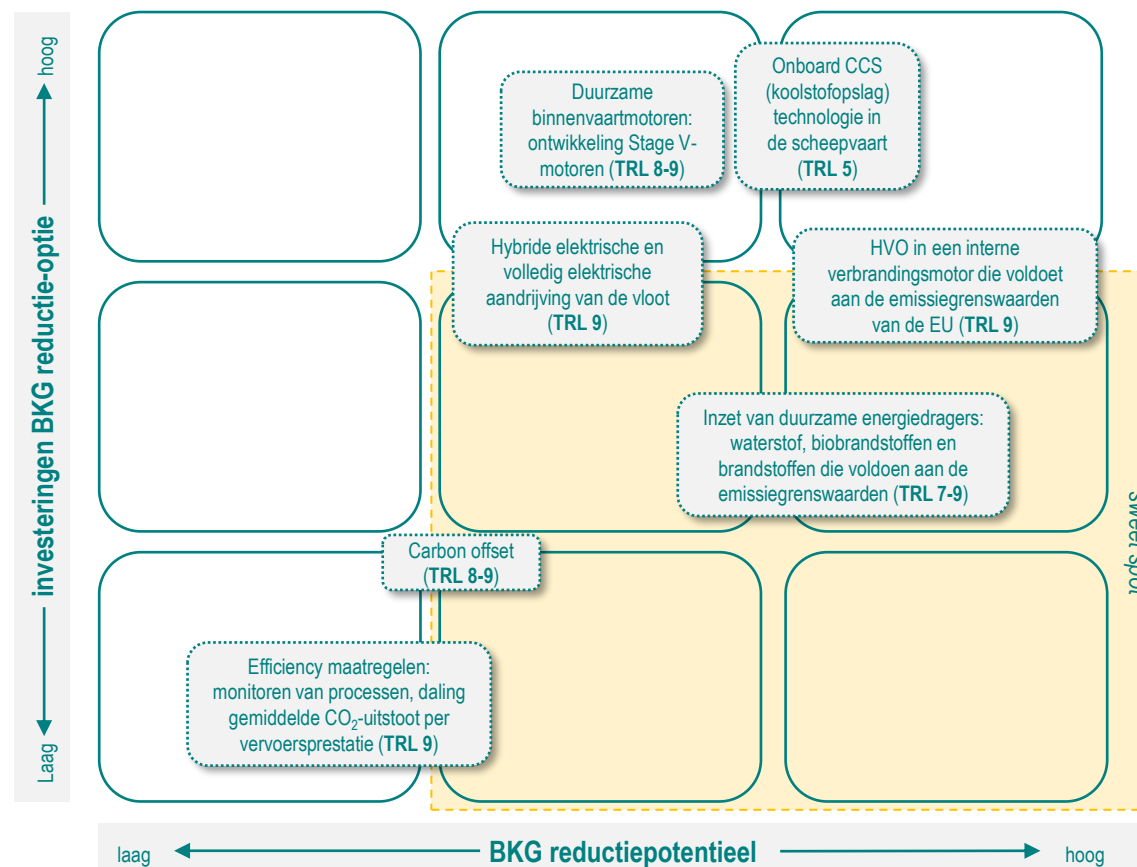 hoog
investeringen BKG reductie-optie
Laag
Duurzame
binnenvaartmotoren:
ontwikkeling Stage V-
motoren (TRL 8-9)
Onboard CCS
(koolstofopslag)
technologie in
de scheepvaart
(TRL 5)
Hybride elektrische en
volledig elektrische
aandrijving van de vloot
(TRL 9)
HVO in een interne
verbrandingsmotor die voldoet
aan de emissiegrenswaarden
van de EU (TRL 9)
Inzet van duurzame energiedragers:
waterstof, biobrandstoffen en
brandstoffen die voldoen aan de
emissiegrenswaarden (TRL 7-9)
sweet spot
Carbon offset
(TRL 8-9)
Efficiency maatregelen:
monitoren van processen, daling
gemiddelde CO₂-uitstoot per
vervoersprestatie (TRL 9)
laag
BKG reductiepotentieel
hoog